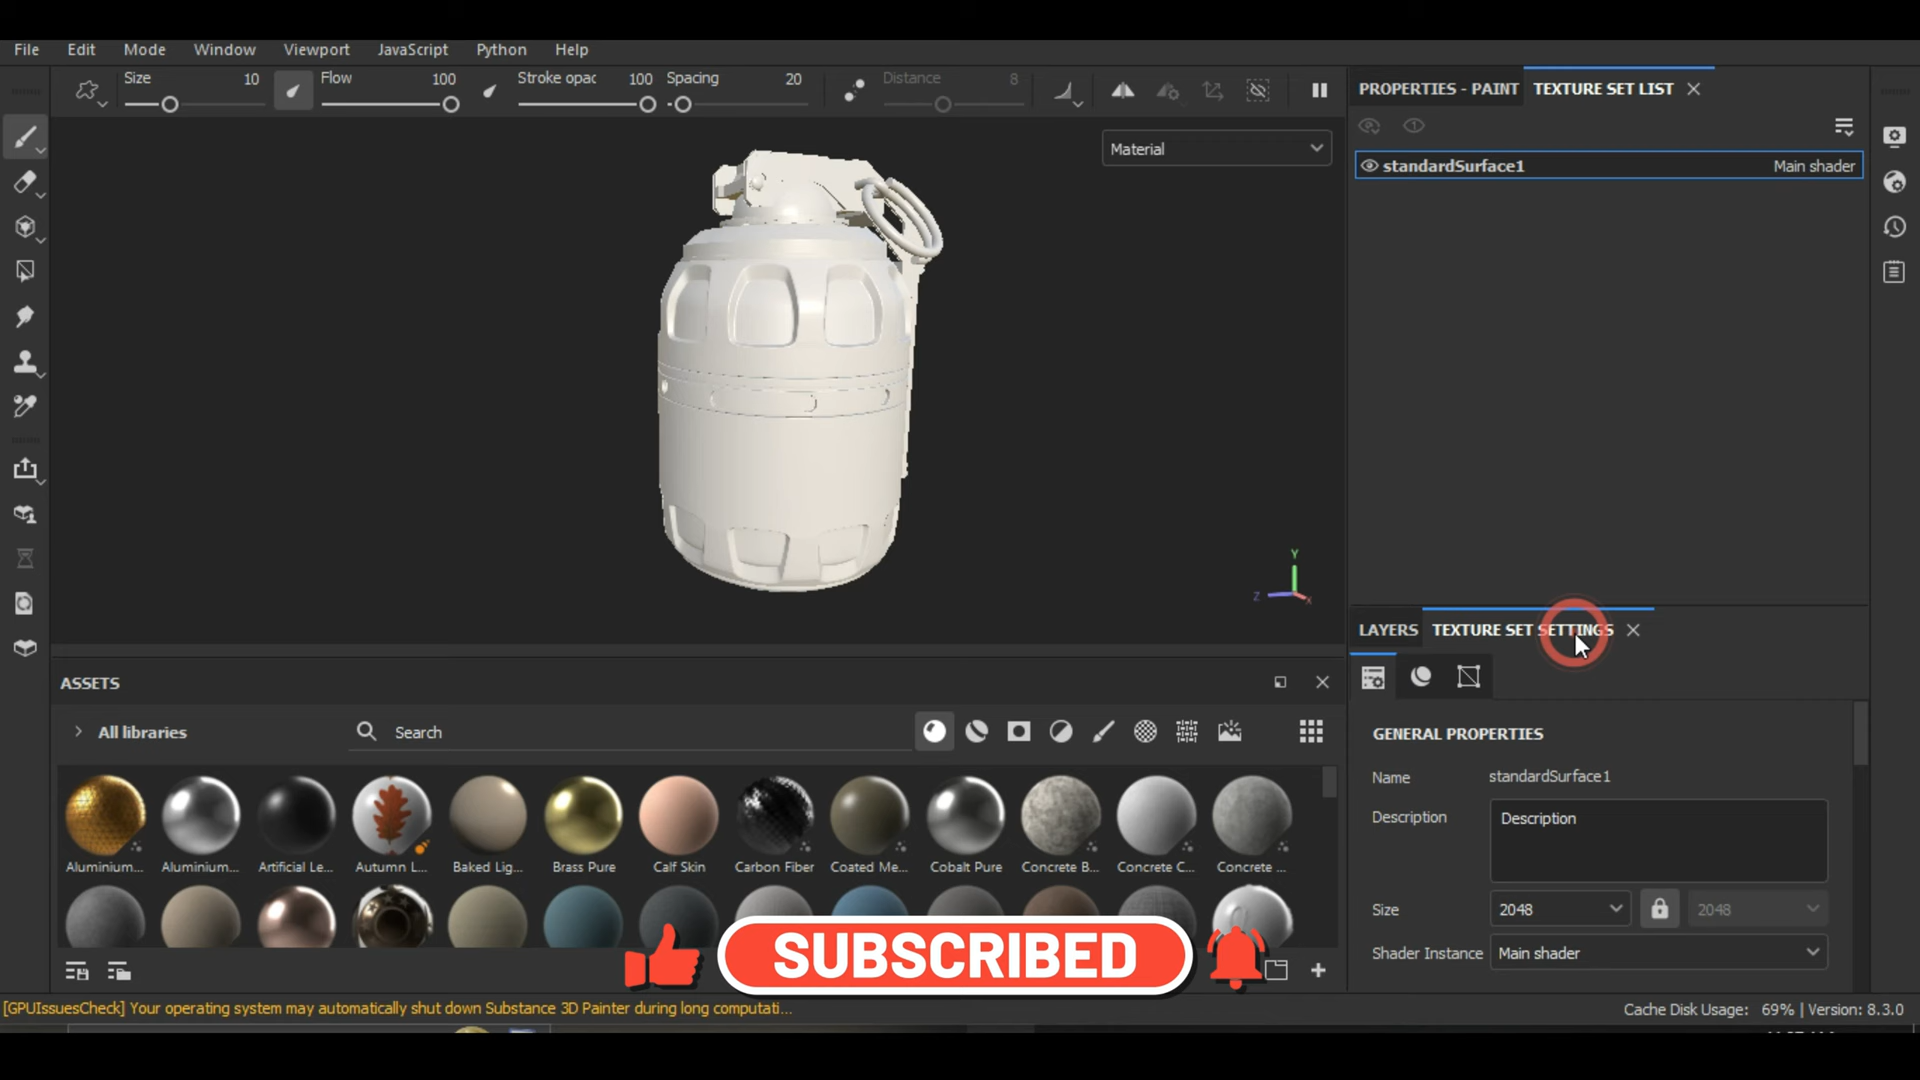 File Edit Mode Window Viewport JavaScript Python Help
Size 10 Flow 100 Stroke opac 100 Spacing 20 Distance 8
PROPERTIES - PAINT TEXTURE SET LIST
Material
standardSurface1 Main shader
Y
Z
X
LAYERS TEXTURE SET SETTINGS
ASSETS
All libraries Search
GENERAL PROPERTIES
Name standardSurface1
Description Description
Aluminium... Aluminium... Artificial Le... Autumn L... Baked Lig... Brass Pure Calf Skin Carbon Fiber Coated Me... Cobalt Pure Concrete B... Concrete C... Concrete ...
Size 2048 2048
Shader Instance Main shader
SUBSCRIBED
[GPUIssuesCheck] Your operating system may automatically shut down Substance 3D Painter during long computati...
Cache Disk Usage: 69% | Version: 8.3.0